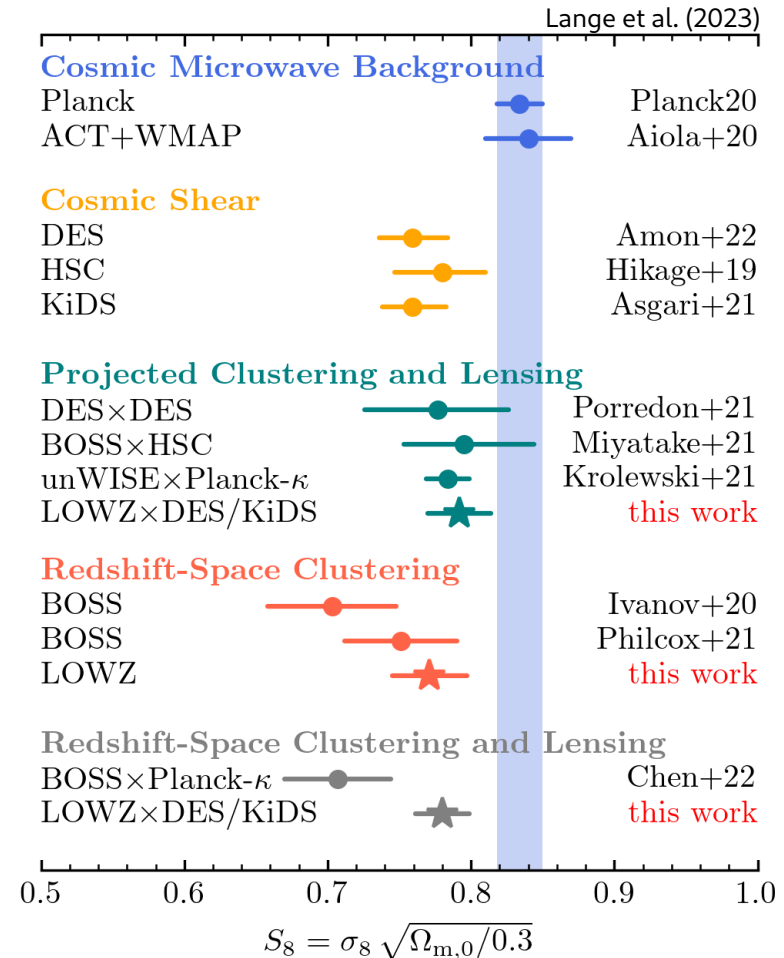 Lange et al. (2023)
Cosmic Microwave Background
Planck Planck20
ACT+WMAP Aiola+20
Cosmic Shear
DES Amon+22
HSC Hikage+19
KiDS Asgari+21
Projected Clustering and Lensing
DES×DES Porredon+21
BOSS×HSC Miyatake+21
unWISE×Planck-κ Krolewski+21
LOWZ×DES/KiDS this work
Redshift-Space Clustering
BOSS Ivanov+20
BOSS Philcox+21
LOWZ this work
Redshift-Space Clustering and Lensing
BOSS×Planck-κ Chen+22
LOWZ×DES/KiDS this work
0.5 0.6 0.7 0.8 0.9 1.0
S₈ = σ₈ √Ωm,0/0.3